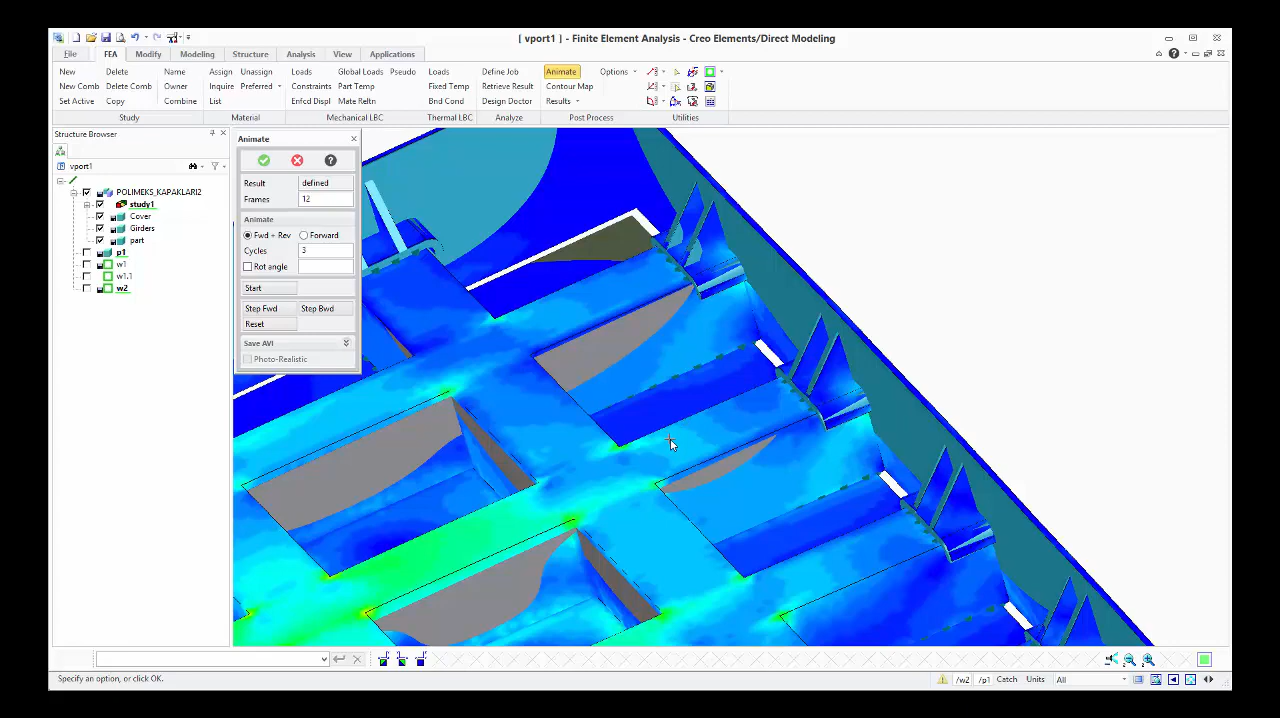 [ vport1 ] - Finite Element Analysis - Creo Elements/Direct Modeling
File FEA Modify Modeling Structure Analysis View Applications
New Delete Name Assign Unassign Loads Global Loads Pseudo Loads Define Job Animate Options
New Comb Delete Comb Owner Inquire Preferred Constraints Part Temp Fixed Temp Retrieve Result Contour Map
Set Active Copy Combine List Enfcd Displ Mate Reltn Bnd Cond Design Doctor Results
Study Material Mechanical LBC Thermal LBC Analyze Post Process Utilities
Structure Browser
vport1
POLIMEKS_KAPAKLARI2
study1
Cover
Girders
part
p1
w1
w1.1
w2
Animate
Result defined
Frames 12
Animate
Fwd + Rev Forward
Cycles 3
Rot angle
Start
Step Fwd Step Bwd
Reset
Save AVI
Photo-Realistic
Specify an option, or click OK.
/w2 /p1 Catch Units All